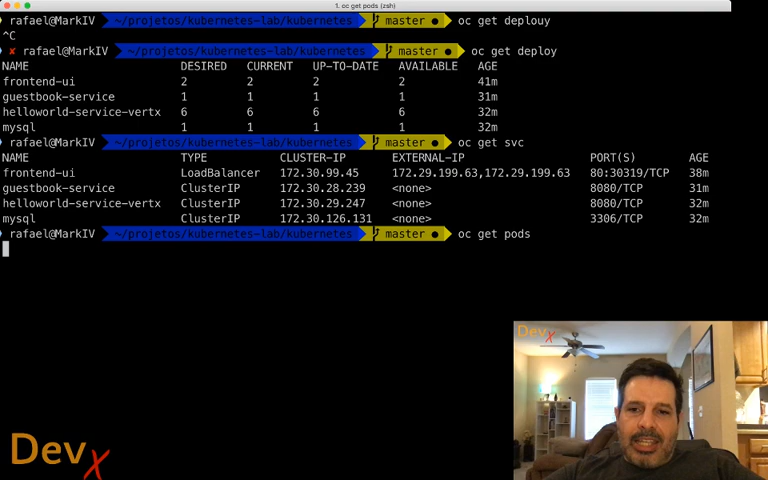 1. oc get pods (zsh)
rafael@MarkIV ~/projetos/kubernetes-lab/kubernetes master ● oc get deplouy
^C
✘ rafael@MarkIV ~/projetos/kubernetes-lab/kubernetes master ● oc get deploy
NAME DESIRED CURRENT UP-TO-DATE AVAILABLE AGE
frontend-ui 2 2 2 2 41m
guestbook-service 1 1 1 1 31m
helloworld-service-vertx 6 6 6 6 32m
mysql 1 1 1 1 32m
rafael@MarkIV ~/projetos/kubernetes-lab/kubernetes master ● oc get svc
NAME TYPE CLUSTER-IP EXTERNAL-IP PORT(S) AGE
frontend-ui LoadBalancer 172.30.99.45 172.29.199.63,172.29.199.63 80:30319/TCP 38m
guestbook-service ClusterIP 172.30.28.239 <none> 8080/TCP 31m
helloworld-service-vertx ClusterIP 172.30.29.247 <none> 8080/TCP 32m
mysql ClusterIP 172.30.126.131 <none> 3306/TCP 32m
rafael@MarkIV ~/projetos/kubernetes-lab/kubernetes master ● oc get pods
Dev X
Dev X